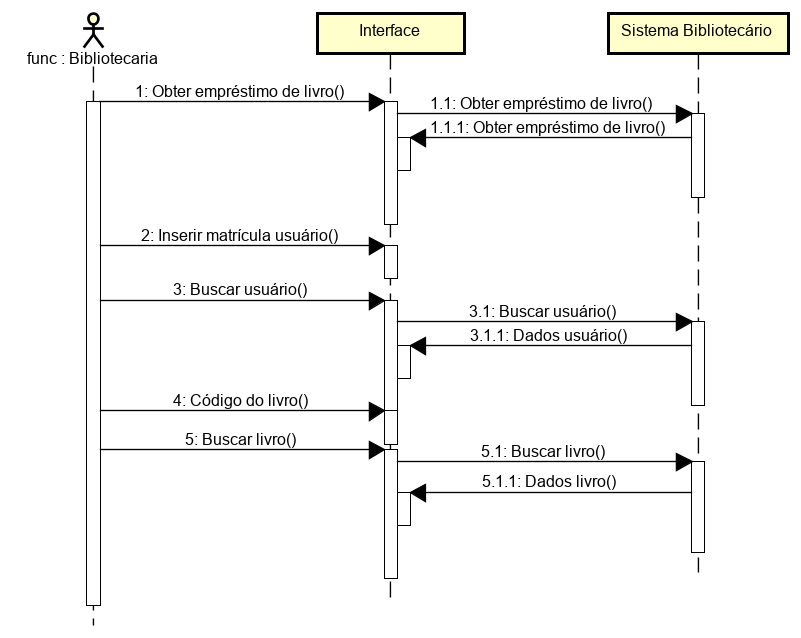 func : Bibliotecaria
Interface
Sistema Bibliotecário
1: Obter empréstimo de livro()
1.1: Obter empréstimo de livro()
1.1.1: Obter empréstimo de livro()
2: Inserir matrícula usuário()
3: Buscar usuário()
3.1: Buscar usuário()
3.1.1: Dados usuário()
4: Código do livro()
5: Buscar livro()
5.1: Buscar livro()
5.1.1: Dados livro()